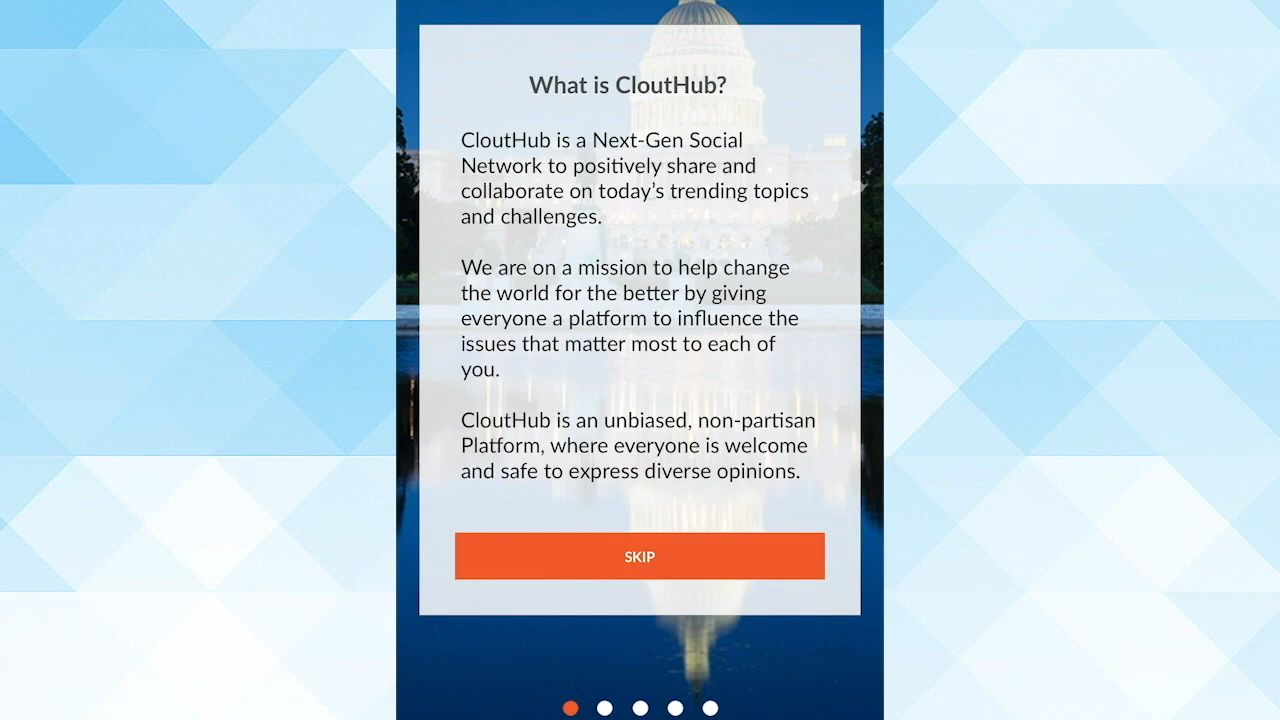 What is CloutHub?
CloutHub is a Next-Gen Social
Network to positively share and
collaborate on today's trending topics
and challenges.
We are on a mission to help change
the world for the better by giving
everyone a platform to influence the
issues that matter most to each of
you.
CloutHub is an unbiased, non-partisan
Platform, where everyone is welcome
and safe to express diverse opinions.
SKIP